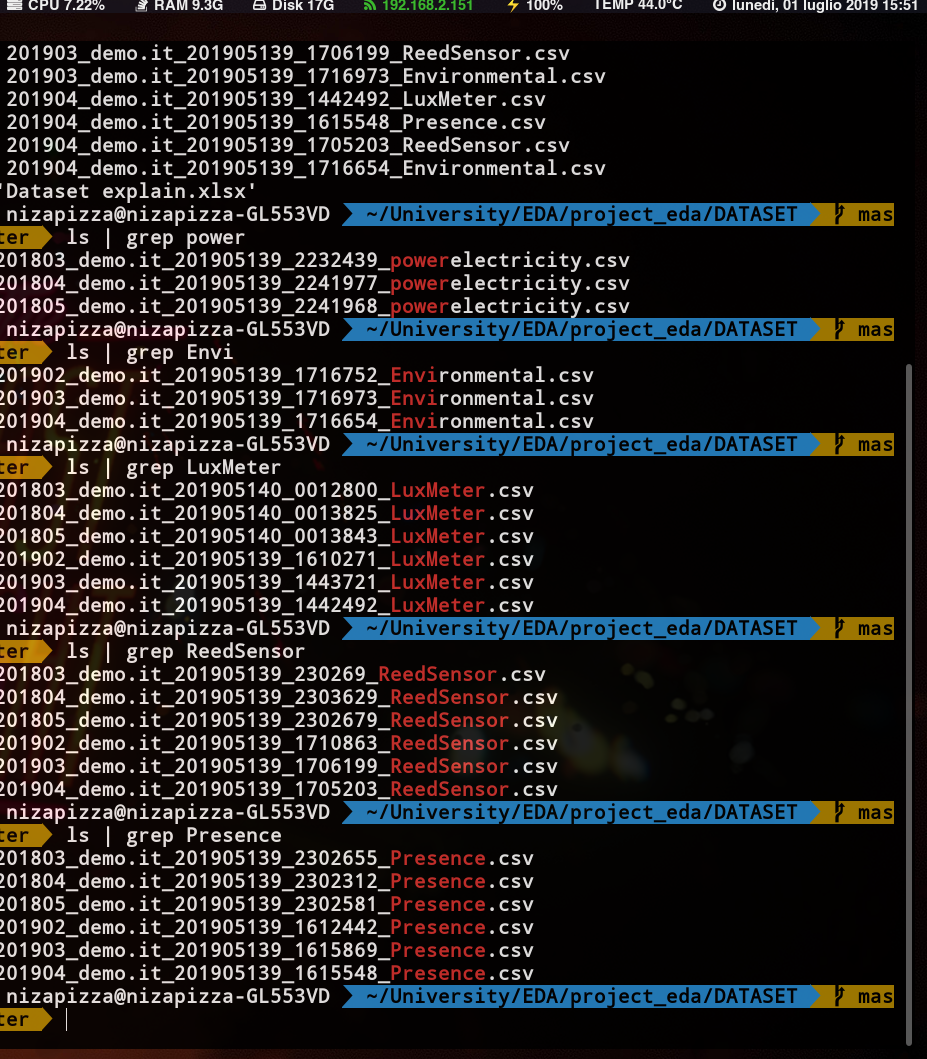 CPU 7.22% RAM 9.3G Disk 17G 192.168.2.151 100% TEMP 44.0°C lunedì, 01 luglio 2019 15:51
201903_demo.it_201905139_1706199_ReedSensor.csv
201903_demo.it_201905139_1716973_Environmental.csv
201904_demo.it_201905139_1442492_LuxMeter.csv
201904_demo.it_201905139_1615548_Presence.csv
201904_demo.it_201905139_1705203_ReedSensor.csv
201904_demo.it_201905139_1716654_Environmental.csv
'Dataset explain.xlsx'
nizapizza@nizapizza-GL553VD ~/University/EDA/project_eda/DATASET mas
ter ls | grep power
201803_demo.it_201905139_2232439_powerelectricity.csv
201804_demo.it_201905139_2241977_powerelectricity.csv
201805_demo.it_201905139_2241968_powerelectricity.csv
nizapizza@nizapizza-GL553VD ~/University/EDA/project_eda/DATASET mas
ter ls | grep Envi
201902_demo.it_201905139_1716752_Environmental.csv
201903_demo.it_201905139_1716973_Environmental.csv
201904_demo.it_201905139_1716654_Environmental.csv
nizapizza@nizapizza-GL553VD ~/University/EDA/project_eda/DATASET mas
ter ls | grep LuxMeter
201803_demo.it_201905140_0012800_LuxMeter.csv
201804_demo.it_201905140_0013825_LuxMeter.csv
201805_demo.it_201905140_0013843_LuxMeter.csv
201902_demo.it_201905139_1610271_LuxMeter.csv
201903_demo.it_201905139_1443721_LuxMeter.csv
201904_demo.it_201905139_1442492_LuxMeter.csv
nizapizza@nizapizza-GL553VD ~/University/EDA/project_eda/DATASET mas
ter ls | grep ReedSensor
201803_demo.it_201905139_230269_ReedSensor.csv
201804_demo.it_201905139_2303629_ReedSensor.csv
201805_demo.it_201905139_2302679_ReedSensor.csv
201902_demo.it_201905139_1710863_ReedSensor.csv
201903_demo.it_201905139_1706199_ReedSensor.csv
201904_demo.it_201905139_1705203_ReedSensor.csv
nizapizza@nizapizza-GL553VD ~/University/EDA/project_eda/DATASET mas
ter ls | grep Presence
201803_demo.it_201905139_2302655_Presence.csv
201804_demo.it_201905139_2302312_Presence.csv
201805_demo.it_201905139_2302581_Presence.csv
201902_demo.it_201905139_1612442_Presence.csv
201903_demo.it_201905139_1615869_Presence.csv
201904_demo.it_201905139_1615548_Presence.csv
nizapizza@nizapizza-GL553VD ~/University/EDA/project_eda/DATASET mas
ter